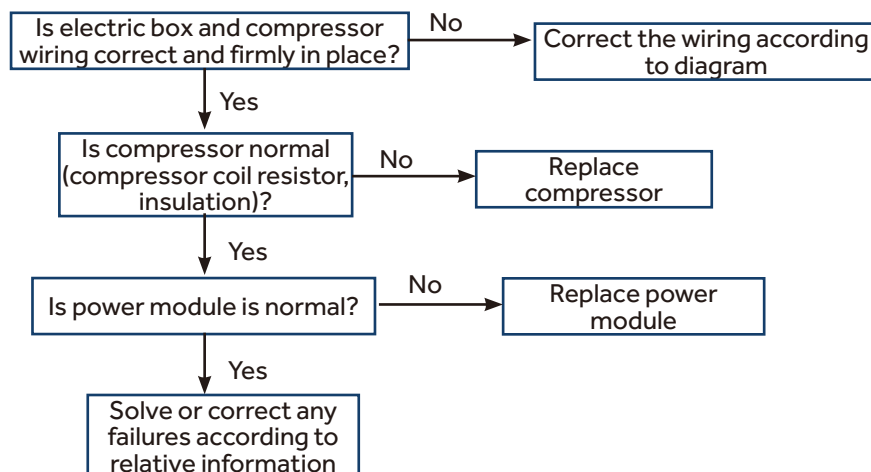 Is electric box and compressor
wiring correct and firmly in place?
No
Correct the wiring according
to diagram
Yes
Is compressor normal
(compressor coil resistor,
insulation)?
No
Replace
compressor
Yes
Is power module is normal?
No
Replace power
module
Yes
Solve or correct any
failures according to
relative information